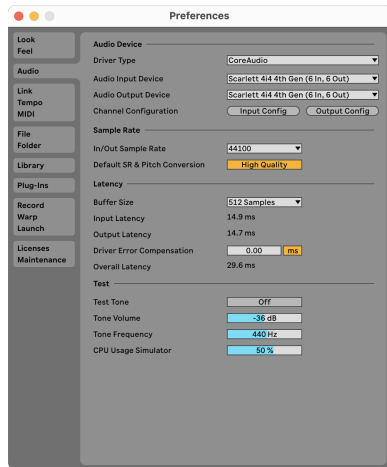 Preferences
Look
Feel
Audio
Link
Tempo
MIDI
File
Folder
Library
Plug-Ins
Record
Warp
Launch
Licenses
Maintenance
Audio Device
Driver Type CoreAudio
Audio Input Device Scarlett 4i4 4th Gen (6 In, 6 Out)
Audio Output Device Scarlett 4i4 4th Gen (6 In, 6 Out)
Channel Configuration Input Config Output Config
Sample Rate
In/Out Sample Rate 44100
Default SR & Pitch Conversion High Quality
Latency
Buffer Size 512 Samples
Input Latency 14.9 ms
Output Latency 14.7 ms
Driver Error Compensation 0.00 ms
Overall Latency 29.6 ms
Test
Test Tone Off
Tone Volume -36 dB
Tone Frequency 440 Hz
CPU Usage Simulator 50 %